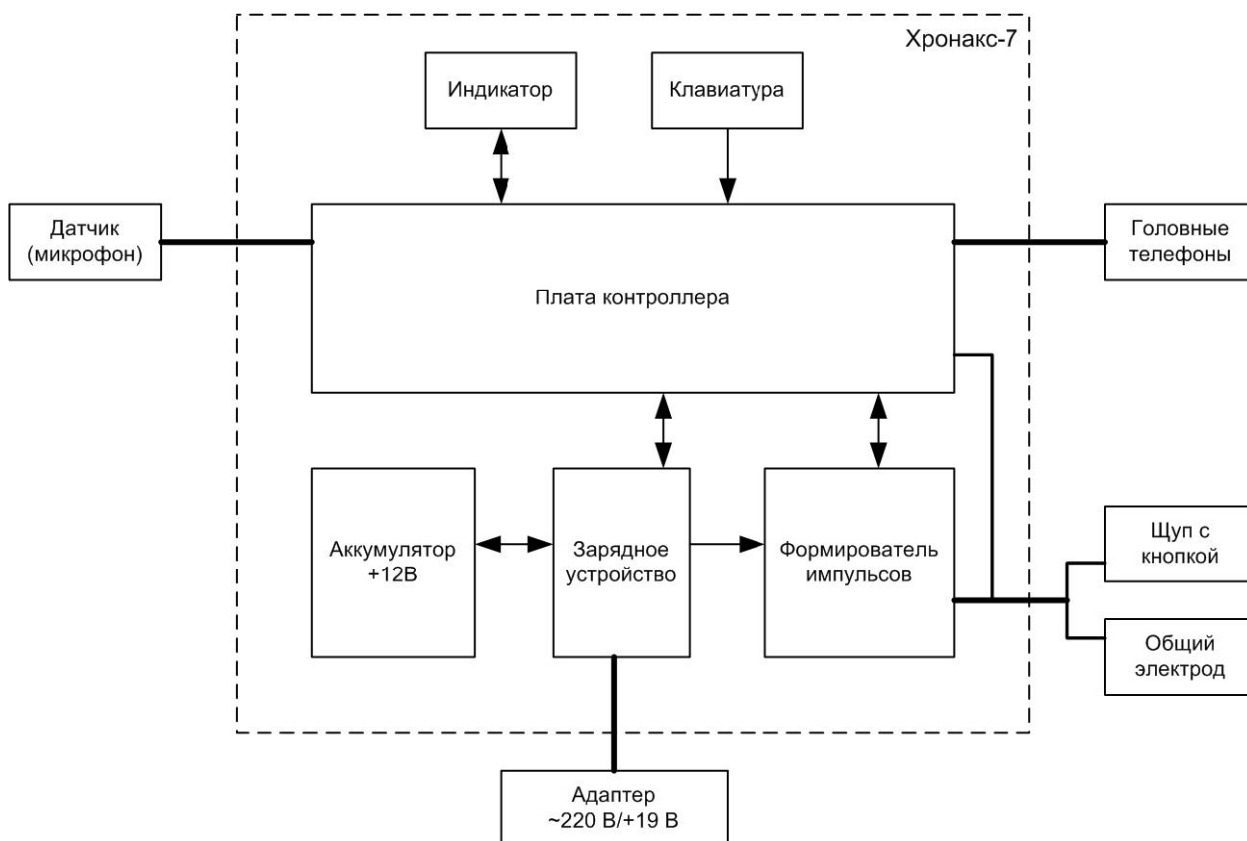 Хронакс-7
Индикатор
Клавиатура
Датчик
(микрофон)
Головные
телефоны
Плата контроллера
Аккумулятор
+12В
Зарядное
устройство
Формирователь
импульсов
Щуп с
кнопкой
Общий
электрод
Адаптер
~220 В/+19 В